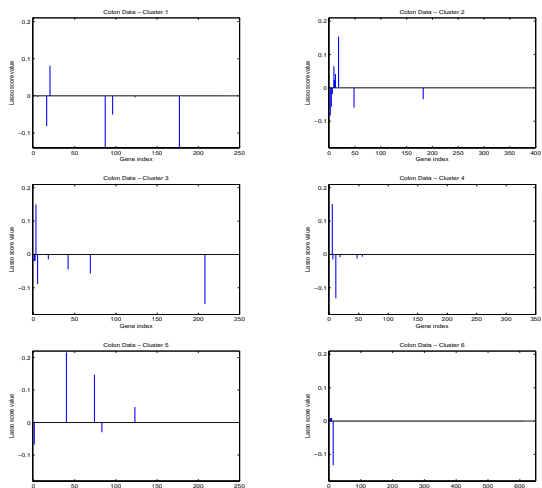 Colon Data − Cluster 1
Lasso score value
0.2
0.1
0
−0.1
0 50 100 150 200 250
Gene index
Colon Data − Cluster 2
Lasso score value
0.2
0.1
0
−0.1
0 50 100 150 200 250 300 350 400
Gene index
Colon Data − Cluster 3
Lasso score value
0.2
0.1
0
−0.1
0 50 100 150 200 250
Gene index
Colon Data − Cluster 4
Lasso score value
0.2
0.1
0
−0.1
0 50 100 150 200 250 300 350
Gene index
Colon Data − Cluster 5
Lasso score value
0.2
0.1
0
−0.1
0 50 100 150 200 250
Colon Data − Cluster 6
Lasso score value
0.2
0.1
0
−0.1
0 100 200 300 400 500 600